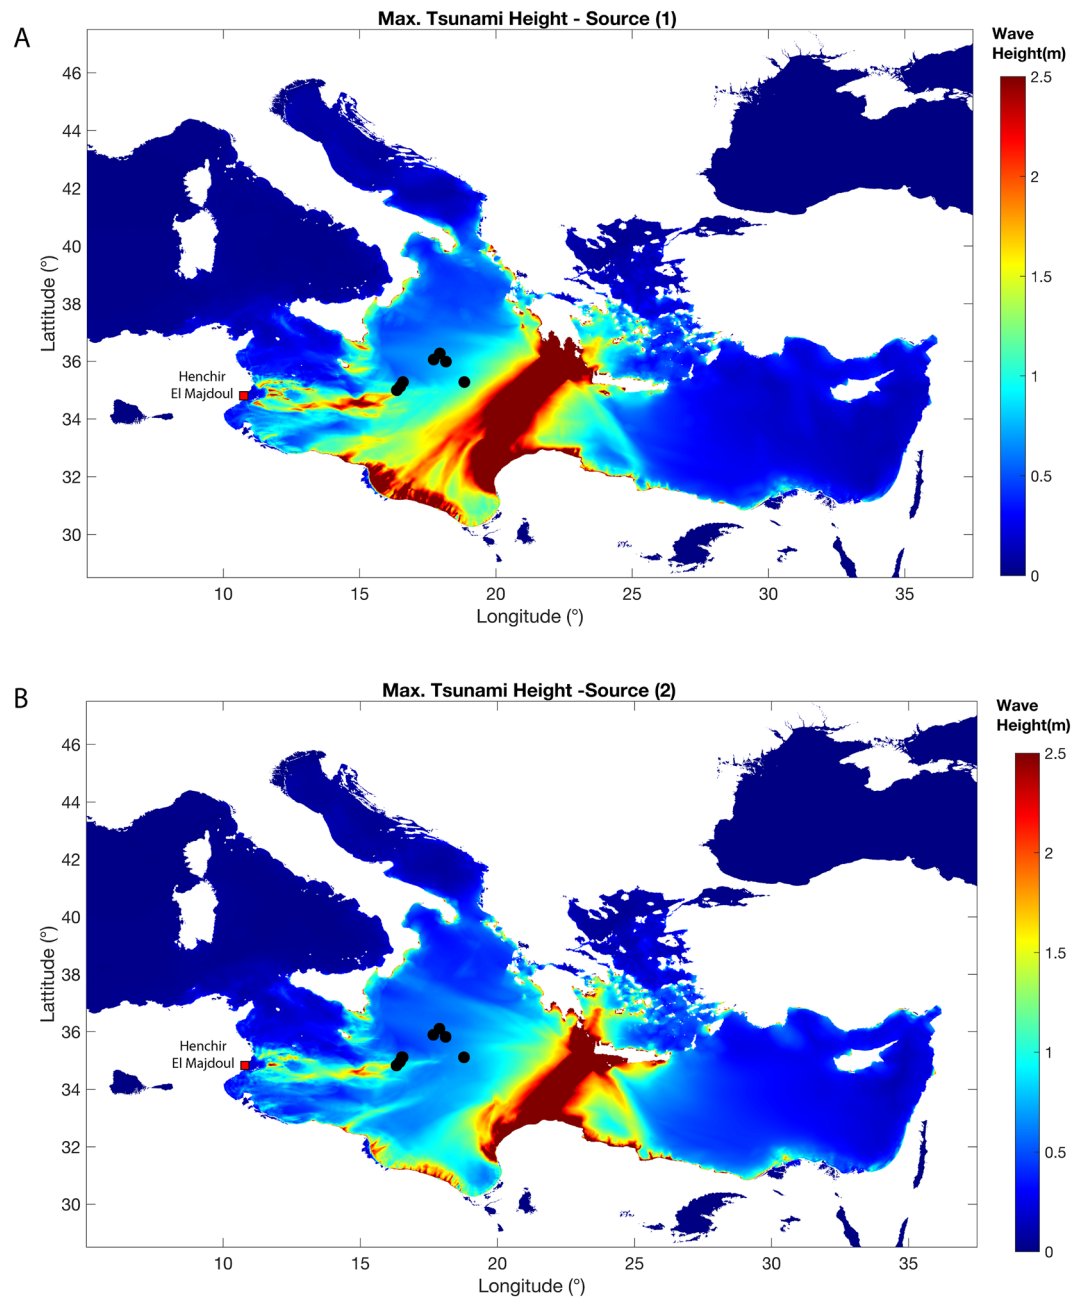 A
Max. Tsunami Height - Source (1)
Wave
Height(m)
46
44
42
40
38
36
34
32
30
Lattitude (°)
Henchir
El Majdoul
10
15
20
25
30
35
Longitude (°)
2.5
2
1.5
1
0.5
0
B
Max. Tsunami Height -Source (2)
Wave
Height(m)
46
44
42
40
38
36
34
32
30
Lattitude (°)
Henchir
El Majdoul
10
15
20
25
30
35
Longitude (°)
2.5
2
1.5
1
0.5
0